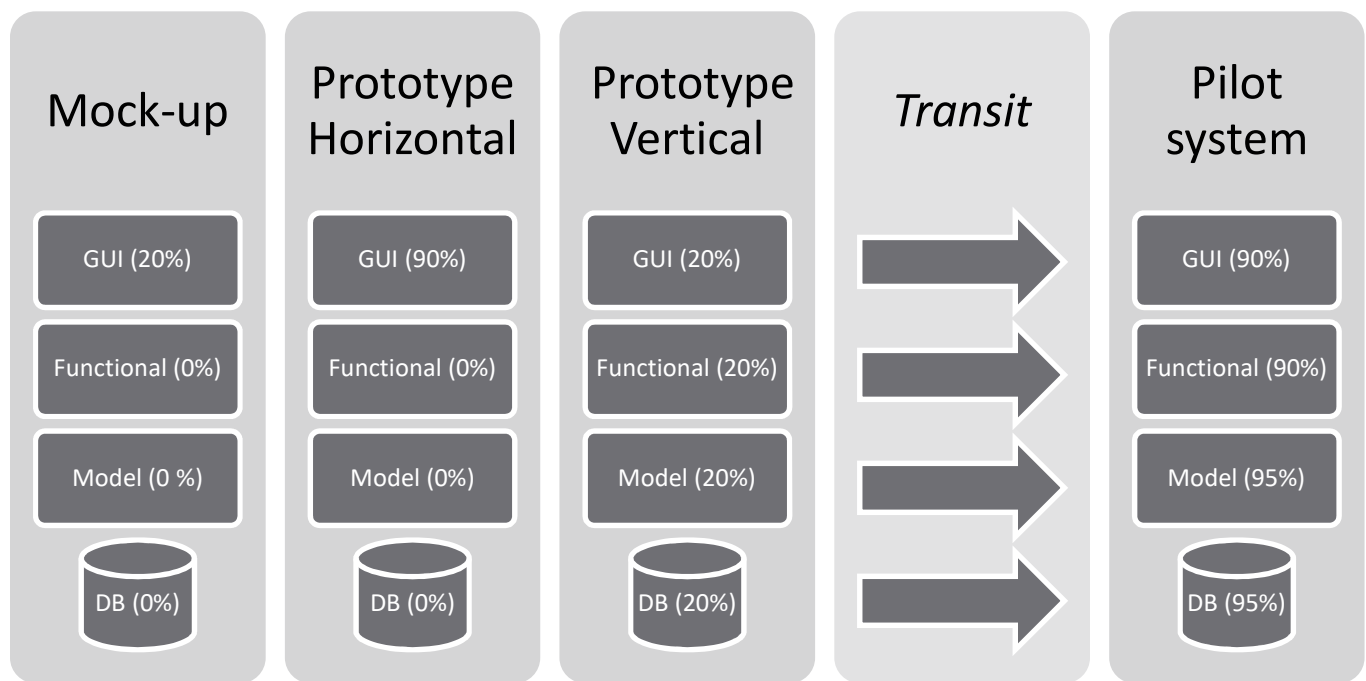 Mock-up
GUI (20%)
Functional (0%)
Model (0 %)
DB (0%)
Prototype
Horizontal
GUI (90%)
Functional (0%)
Model (0%)
DB (0%)
Prototype
Vertical
GUI (20%)
Functional (20%)
Model (20%)
DB (20%)
Transit
Pilot
system
GUI (90%)
Functional (90%)
Model (95%)
DB (95%)